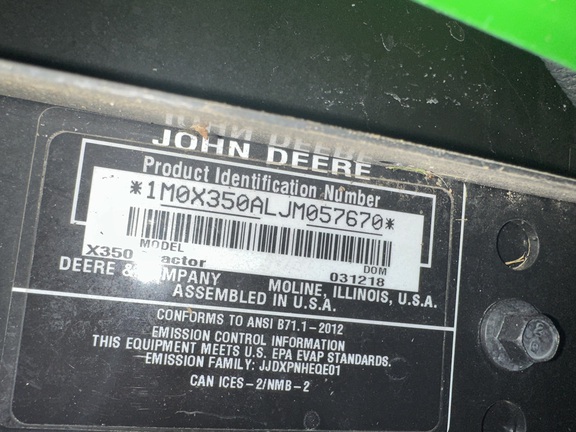 JOHN DEERE
Product Identification Number
*1M0X350ALJM057670*
MODEL DOM
X350 actor 031218
DEERE & MPANY MOLINE, ILLINOIS, U.S.A.
ASSEMBLED IN U.S.A.
CONFORMS TO ANSI B71.1-2012
EMISSION CONTROL INFORMATION
THIS EQUIPMENT MEETS U.S. EPA EVAP STANDARDS.
EMISSION FAMILY: JJDXPNHEQE01
CAN ICES-2/NMB-2